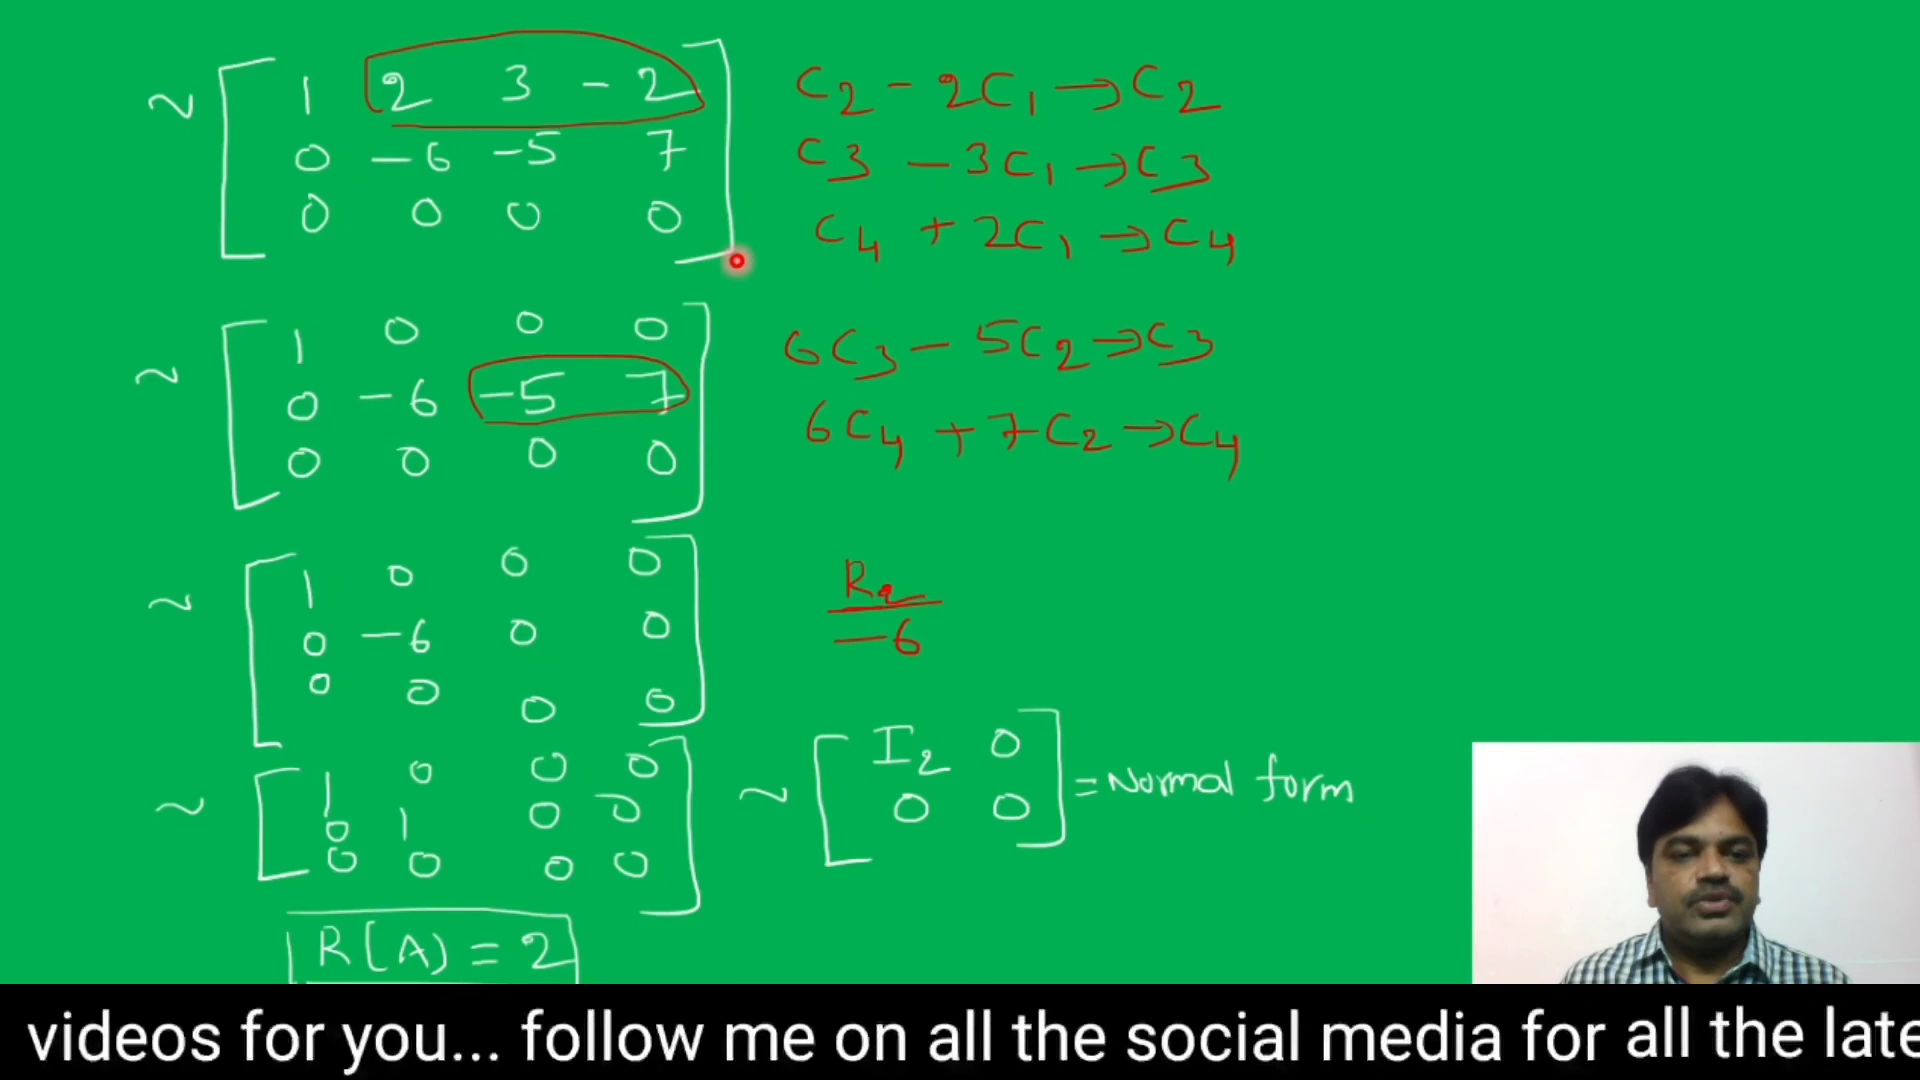 ~ [ 1 2 3 -2 C2 - 2C1 → C2
0 -6 -5 7 C3 - 3C1 → C3
0 0 0 0 ] C4 + 2C1 → C4
~ [ 1 0 0 0 6C3 - 5C2 → C3
0 -6 -5 7 6C4 + 7C2 → C4
0 0 0 0 ]
~ [ 1 0 0 0 R2
0 -6 0 0 -6
0 0 0 0 ]
~ [ 1 0 0 0 ~ [ I2 0
0 1 0 0 0 0 ] = Normal form
0 0 0 0 ]
R(A) = 2
videos for you... follow me on all the social media for all the late